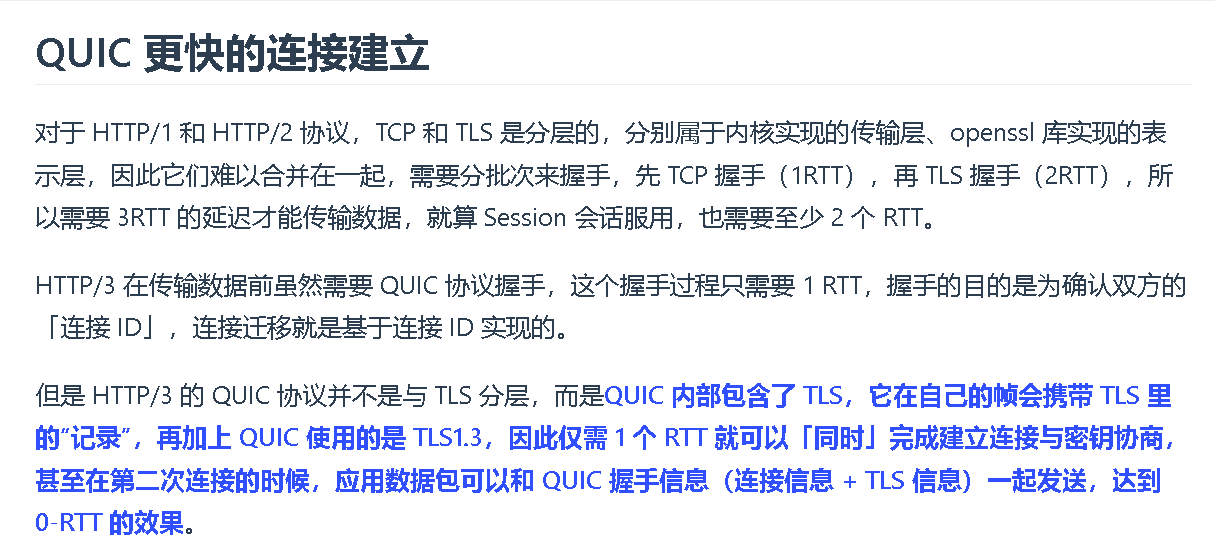 QUIC 更快的连接建立
对于 HTTP/1 和 HTTP/2 协议，TCP 和 TLS 是分层的，分别属于内核实现的传输层、openssl 库实现的表
示层，因此它们难以合并在一起，需要分批次来握手，先 TCP 握手（1RTT），再 TLS 握手（2RTT），所
以需要 3RTT 的延迟才能传输数据，就算 Session 会话服用，也需要至少 2 个 RTT。
HTTP/3 在传输数据前虽然需要 QUIC 协议握手，这个握手过程只需要 1 RTT，握手的目的是为确认双方的
「连接 ID」，连接迁移就是基于连接 ID 实现的。
但是 HTTP/3 的 QUIC 协议并不是与 TLS 分层，而是QUIC 内部包含了 TLS，它在自己的帧会携带 TLS 里
的“记录”，再加上 QUIC 使用的是 TLS1.3，因此仅需 1 个 RTT 就可以「同时」完成建立连接与密钥协商，
甚至在第二次连接的时候，应用数据包可以和 QUIC 握手信息（连接信息 + TLS 信息）一起发送，达到
0-RTT 的效果。